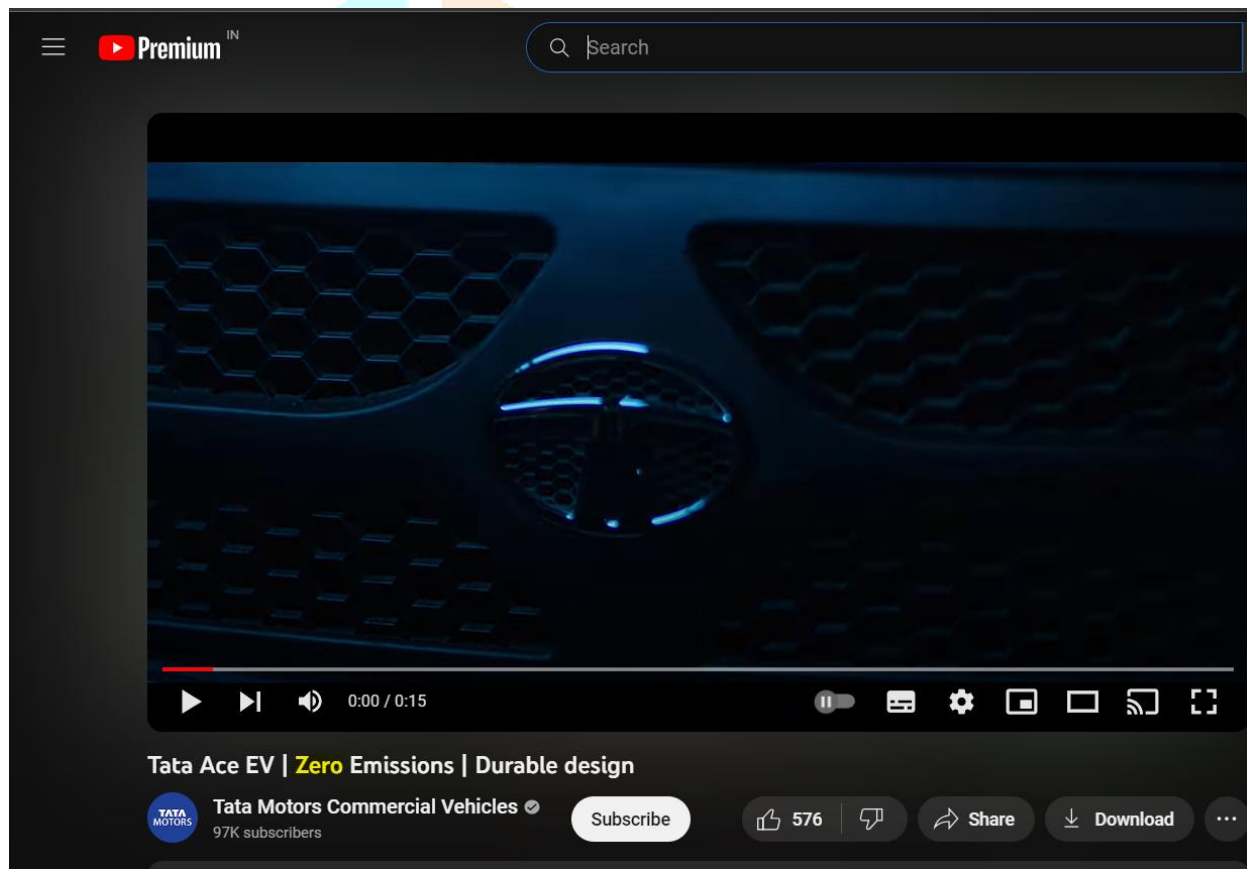 Premium IN
Search
0:00 / 0:15
Tata Ace EV | Zero Emissions | Durable design
TATA
MOTORS
Tata Motors Commercial Vehicles
97K subscribers
Subscribe
576
Share
Download